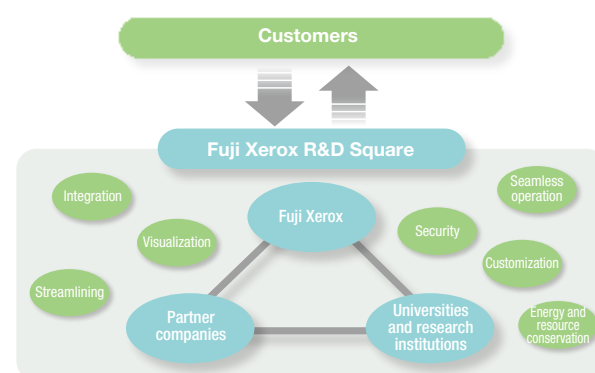 Customers
Fuji Xerox R&D Square
Integration
Visualization
Streamlining
Fuji Xerox
Security
Seamless
operation
Customization
Energy and
resource
conservation
Partner
companies
Universities
and research
institutions